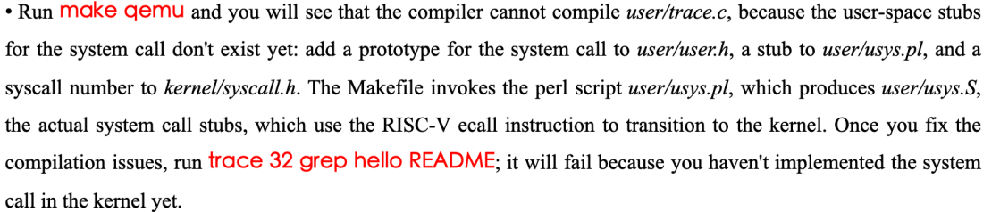 • Run make qemu and you will see that the compiler cannot compile user/trace.c, because the user-space stubs
for the system call don't exist yet: add a prototype for the system call to user/user.h, a stub to user/usys.pl, and a
syscall number to kernel/syscall.h. The Makefile invokes the perl script user/usys.pl, which produces user/usys.S,
the actual system call stubs, which use the RISC-V ecall instruction to transition to the kernel. Once you fix the
compilation issues, run trace 32 grep hello README; it will fail because you haven't implemented the system
call in the kernel yet.